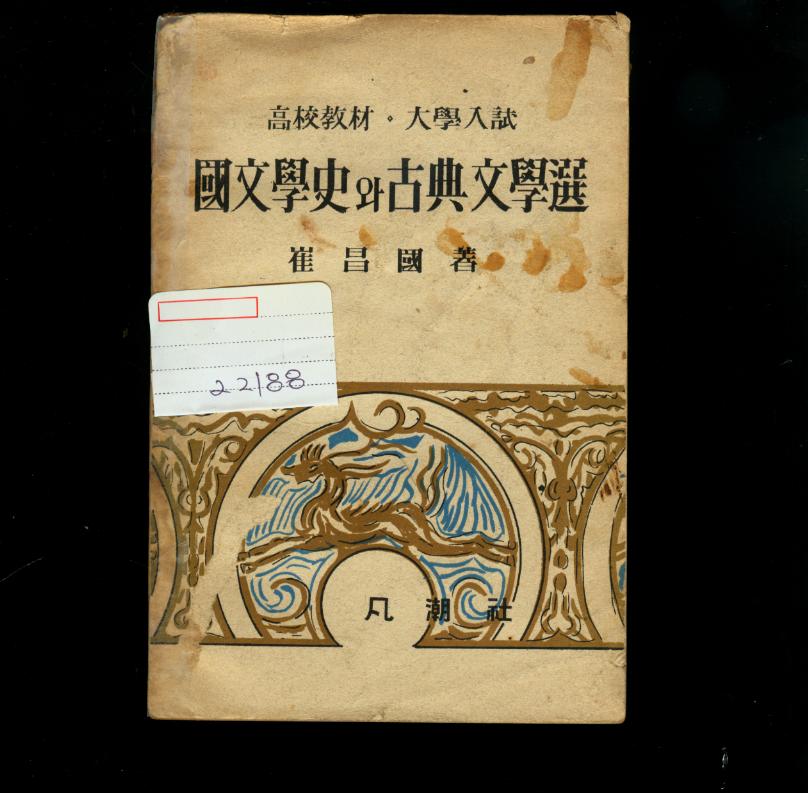 高校敎材 · 大學入試
國文學史와古典文學選
崔昌國著
22188
凡潮社